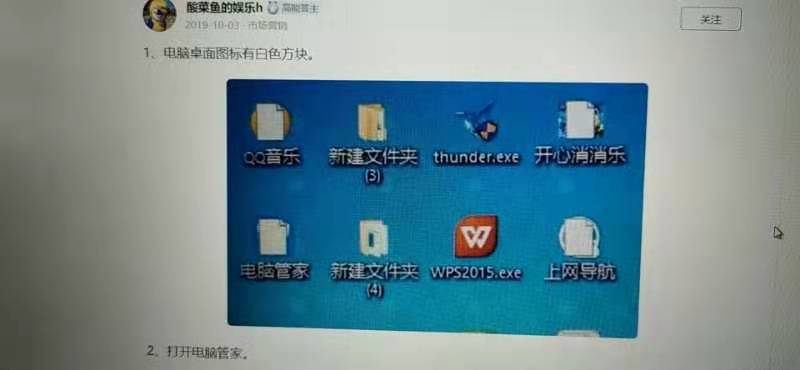 酸菜鱼的娱乐h 高能答主
2019-10-03 市场营销
关注
1、电脑桌面图标有白色方块。
QQ音乐
新建文件夹
(3)
thunder.exe
开心消消乐
电脑管家
新建文件夹
(4)
WPS2015.exe
上网导航
2、打开电脑管家。